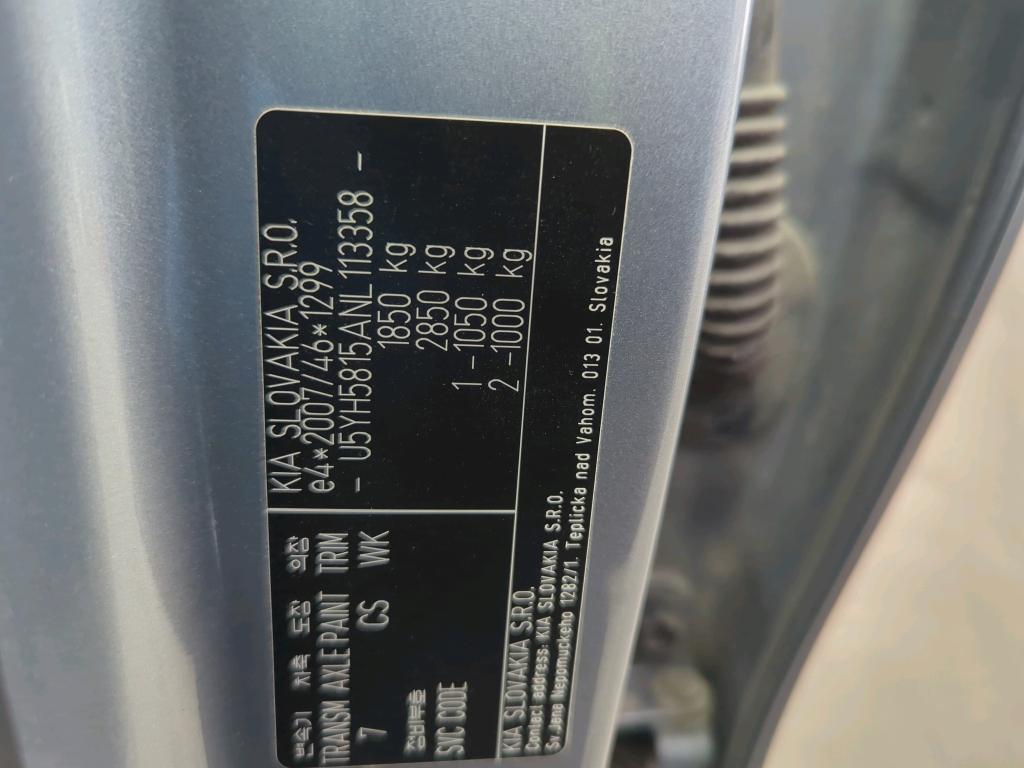 KIA SLOVAKIA S.R.O.
e4*2007/46*1299
- U5YH5815ANL113358 -
1850 kg
2850 kg
1 -1050 kg
2 -1000 kg
변속기 차축 도장 의장
TRANSM AXLE PAINT TRIM
7 CS WK
정비부호
SVC CODE
KIA SLOVAKIA S.R.O.
Contact address: KIA SLOVAKIA S.R.O.
Sv.Jana Nepomuckeho 1282/1 Teplicka nad Vahom. 013 01. Slovakia